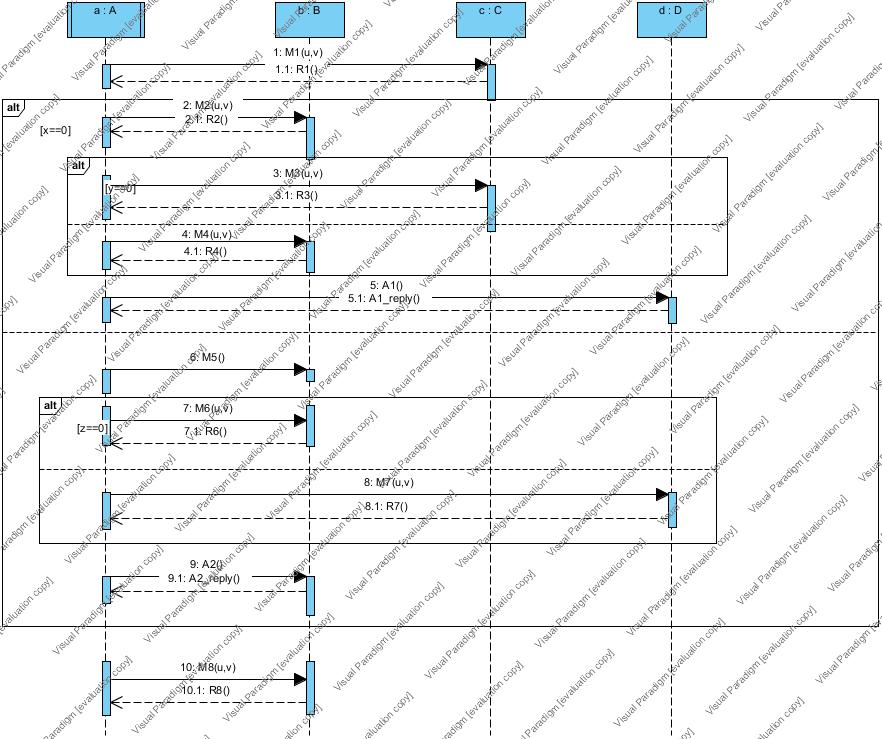 a : A
b : B
c : C
d : D
1: M1(u,v)
1.1: R1()
alt
2: M2(u,v)
[x==0]
2.1: R2()
alt
3: M3(u,v)
[y==0]
3.1: R3()
4: M4(u,v)
4.1: R4()
5: A1()
5.1: A1_reply()
6: M5()
alt
7: M6(u,v)
[z==0]
7.1: R6()
8: M7(u,v)
8.1: R7()
9: A2()
9.1: A2_reply()
10: M8(u,v)
10.1: R8()
Visual Paradigm [evaluation copy]